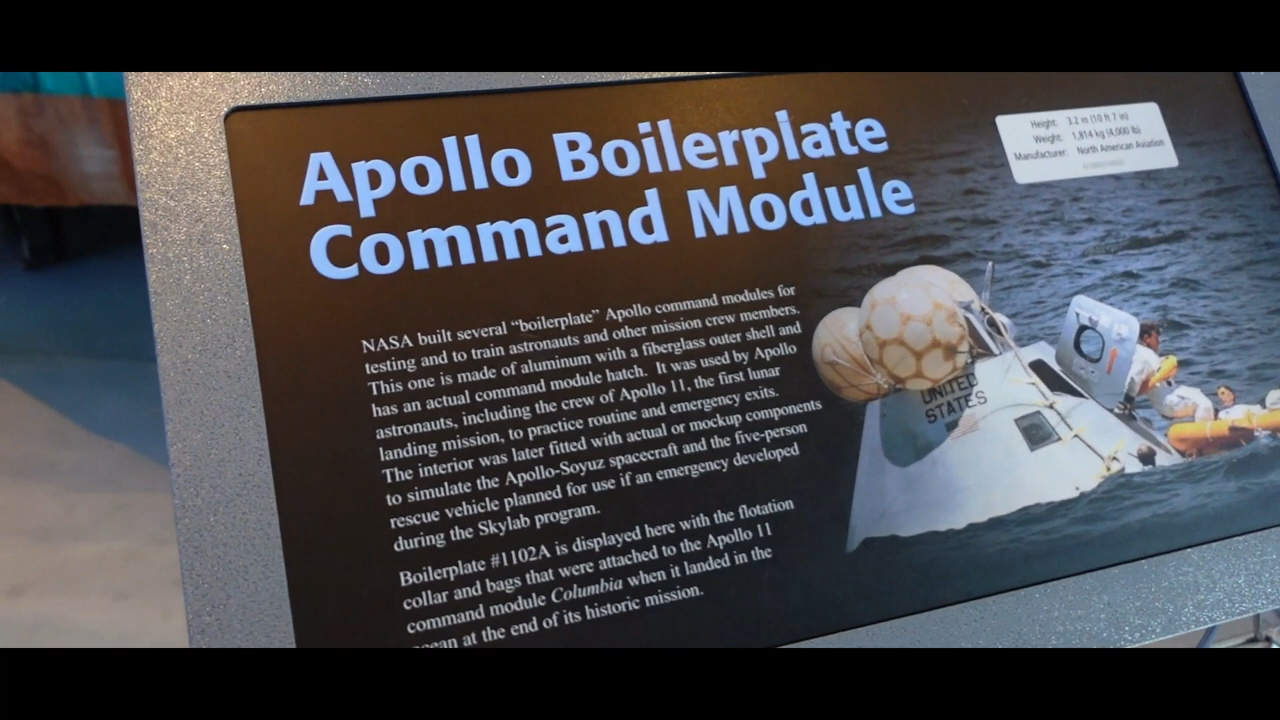 Apollo Boilerplate
Command Module
Height: 3.2 m (10 ft 7 in)
Weight: 1,814 kg (4,000 lb)
Manufacturer: North American Aviation
NASA built several “boilerplate” Apollo command modules for
testing and to train astronauts and other mission crew members.
This one is made of aluminum with a fiberglass outer shell and
has an actual command module hatch. It was used by Apollo
astronauts, including the crew of Apollo 11, the first lunar
landing mission, to practice routine and emergency exits.
The interior was later fitted with actual or mockup components
to simulate the Apollo-Soyuz spacecraft and the five-person
rescue vehicle planned for use if an emergency developed
during the Skylab program.
Boilerplate #1102A is displayed here with the flotation
collar and bags that were attached to the Apollo 11
command module Columbia when it landed in the
ocean at the end of its historic mission.
UNITED
STATES